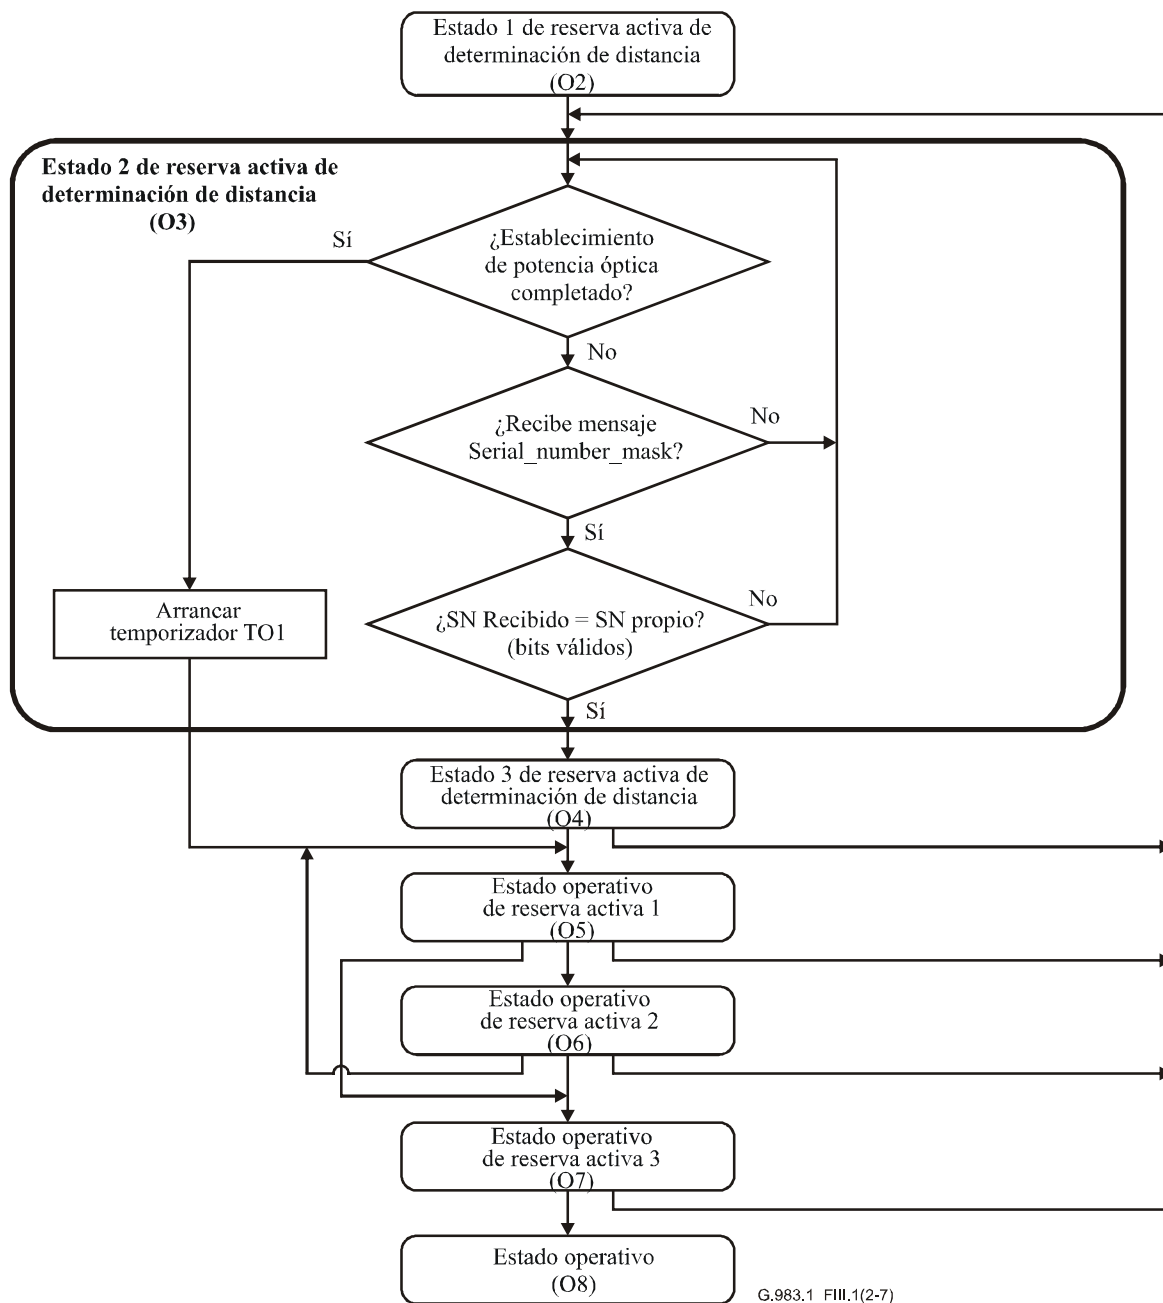 Estado 1 de reserva activa de
determinación de distancia
(O2)
Estado 2 de reserva activa de
determinación de distancia
(O3)
Sí
¿Establecimiento
de potencia óptica
completado?
No
¿Recibe mensaje
Serial_number_mask?
No
Sí
Arrancar
temporizador TO1
¿SN Recibido = SN propio?
(bits válidos)
No
Sí
Estado 3 de reserva activa de
determinación de distancia
(O4)
Estado operativo
de reserva activa 1
(O5)
Estado operativo
de reserva activa 2
(O6)
Estado operativo
de reserva activa 3
(O7)
Estado operativo
(O8)
G.983.1_FIII.1(2-7)